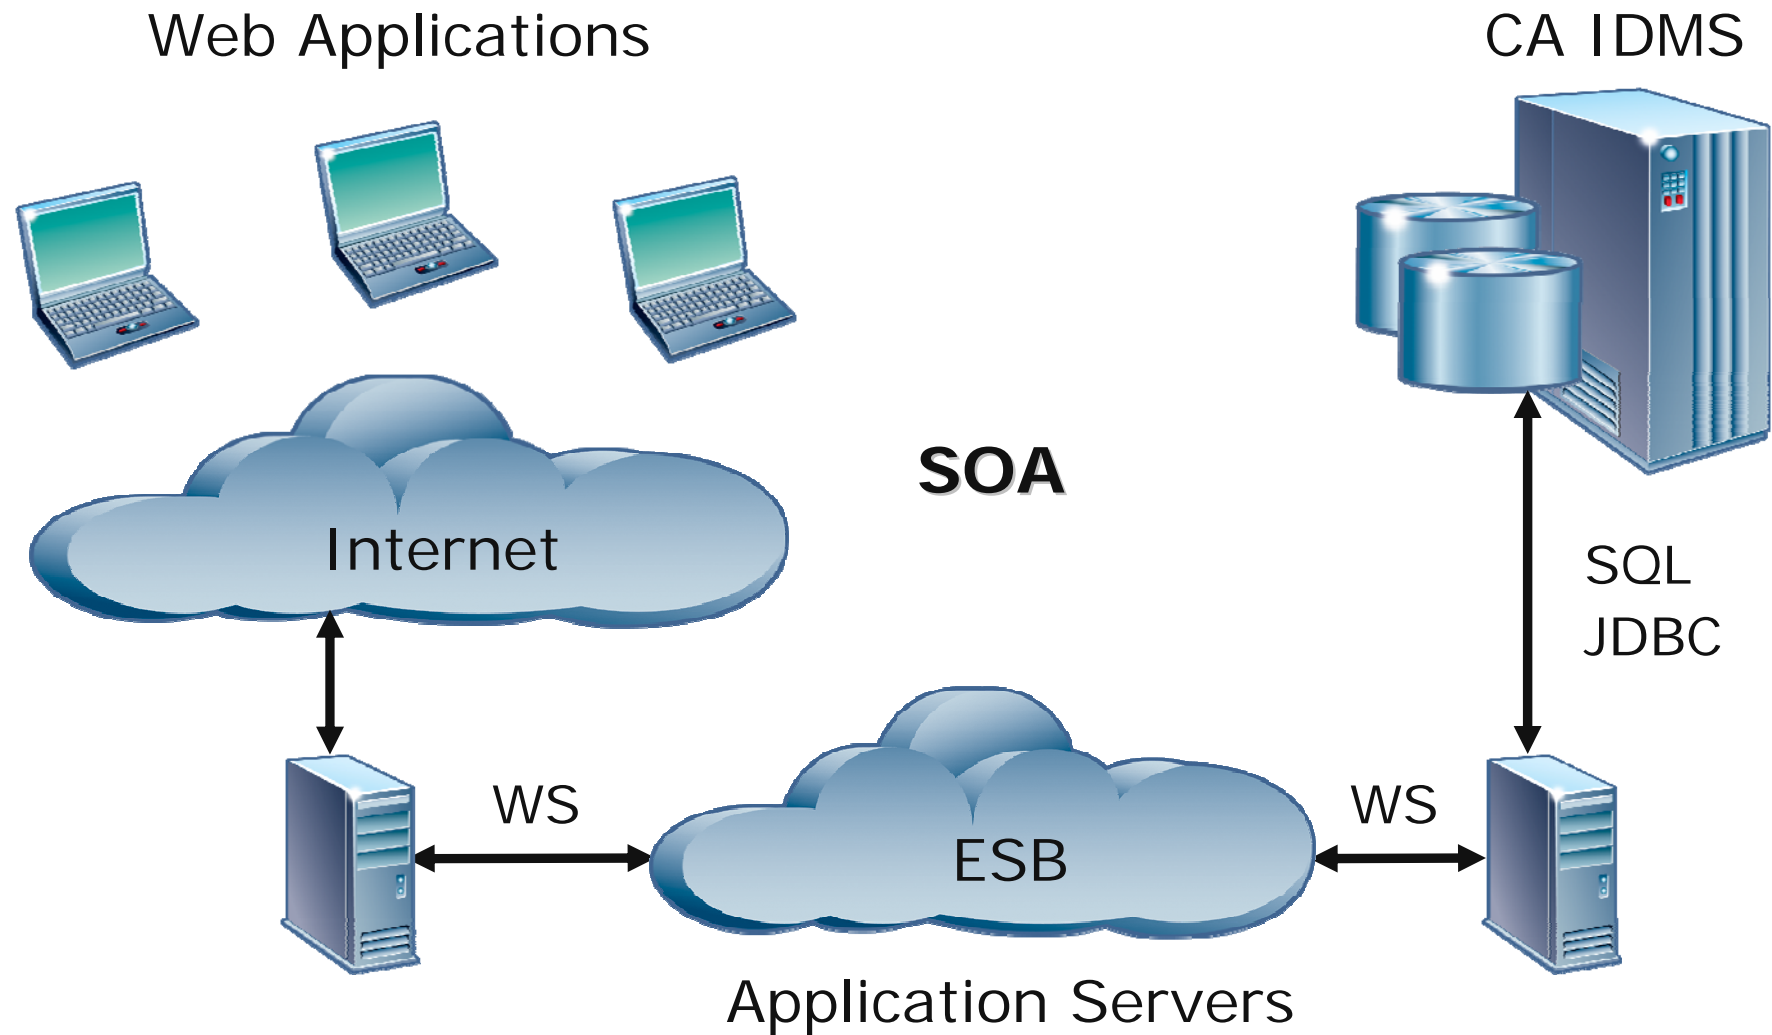 Web Applications
CA IDMS
SOA
Internet
SQL
JDBC
WS
ESB
WS
Application Servers